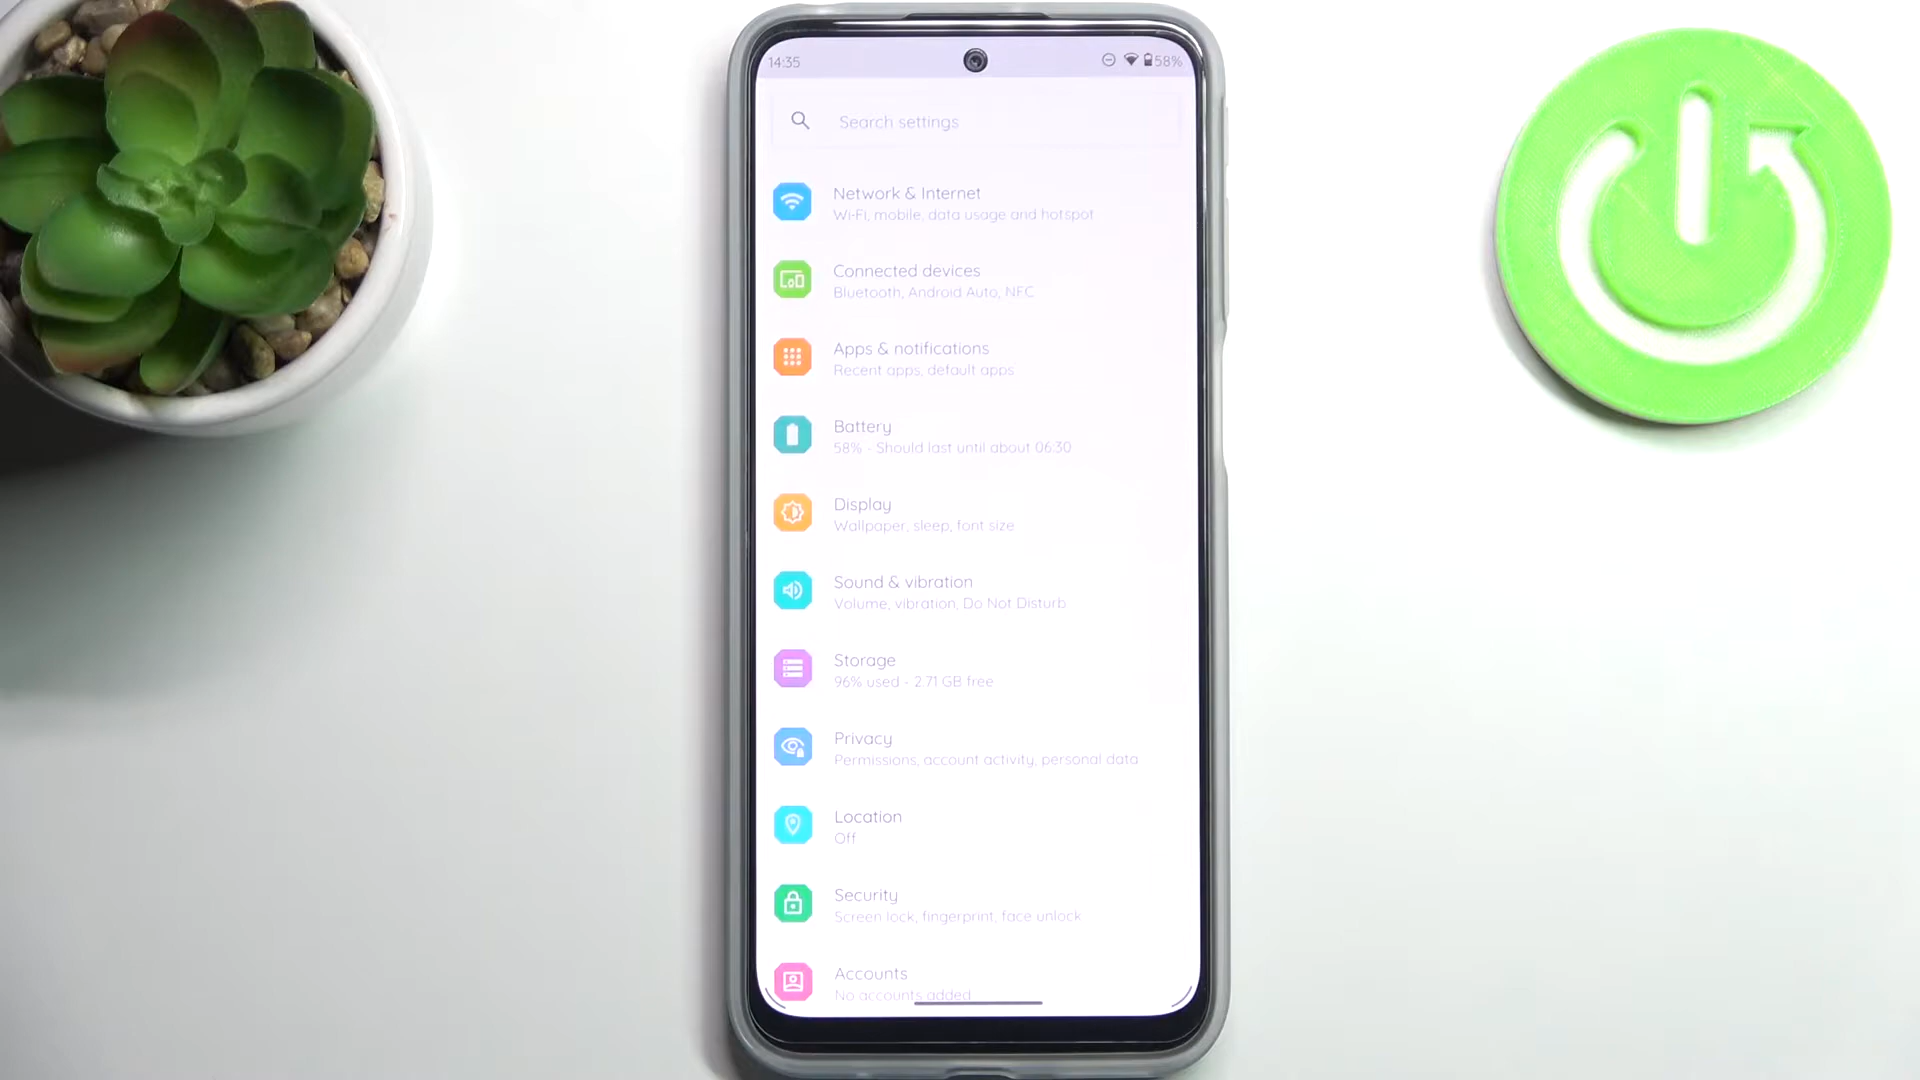 14:35
58%
Search settings
Network & Internet
Wi-Fi, mobile, data usage and hotspot
Connected devices
Bluetooth, Android Auto, NFC
Apps & notifications
Recent apps, default apps
Battery
58% - Should last until about 06:30
Display
Wallpaper, sleep, font size
Sound & vibration
Volume, vibration, Do Not Disturb
Storage
96% used - 2.71 GB free
Privacy
Permissions, account activity, personal data
Location
Off
Security
Screen lock, fingerprint, face unlock
Accounts
No accounts added